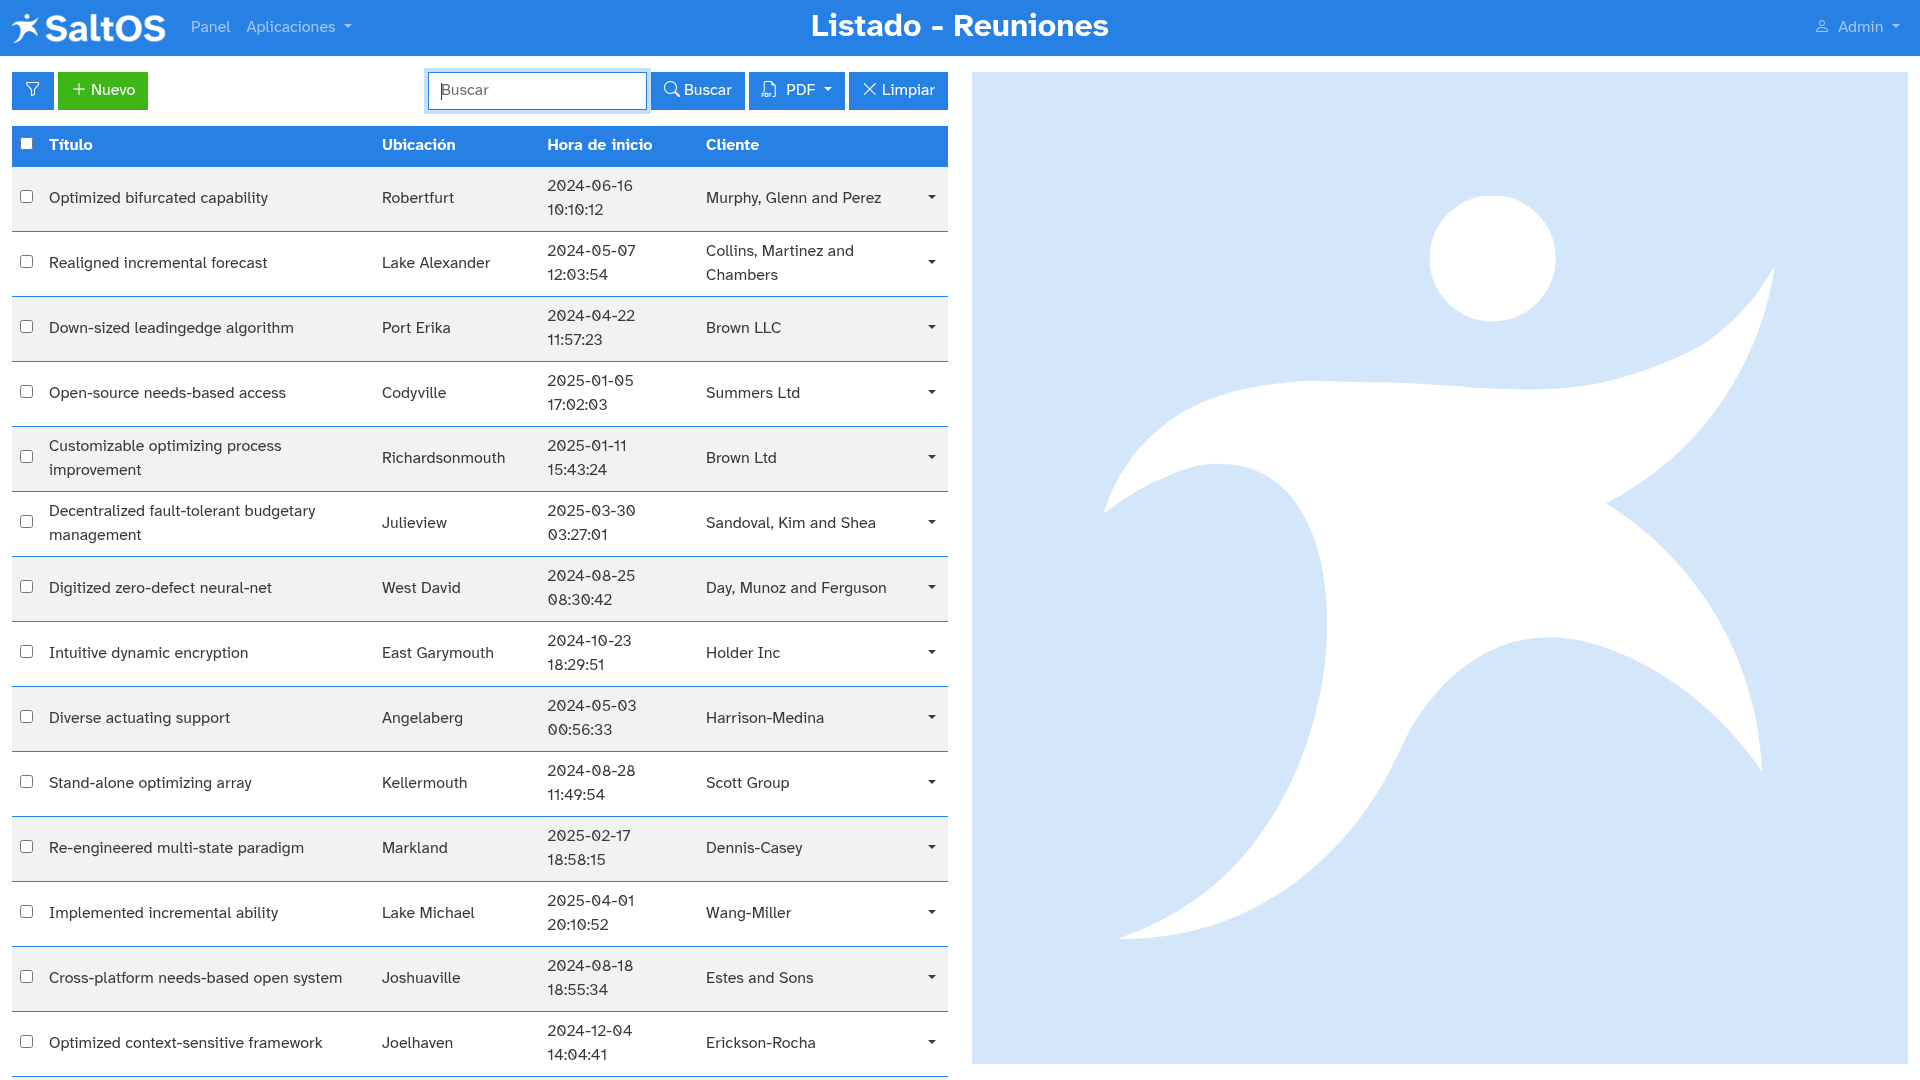 SaltOS Panel Aplicaciones Listado - Reuniones Admin
Nuevo Buscar Buscar PDF Limpiar
Título Ubicación Hora de inicio Cliente
Optimized bifurcated capability Robertfurt 2024-06-16 10:10:12 Murphy, Glenn and Perez
Realigned incremental forecast Lake Alexander 2024-05-07 12:03:54 Collins, Martinez and Chambers
Down-sized leadingedge algorithm Port Erika 2024-04-22 11:57:23 Brown LLC
Open-source needs-based access Codyville 2025-01-05 17:02:03 Summers Ltd
Customizable optimizing process improvement Richardsonmouth 2025-01-11 15:43:24 Brown Ltd
Decentralized fault-tolerant budgetary management Julieview 2025-03-30 03:27:01 Sandoval, Kim and Shea
Digitized zero-defect neural-net West David 2024-08-25 08:30:42 Day, Munoz and Ferguson
Intuitive dynamic encryption East Garymouth 2024-10-23 18:29:51 Holder Inc
Diverse actuating support Angelaberg 2024-05-03 00:56:33 Harrison-Medina
Stand-alone optimizing array Kellermouth 2024-08-28 11:49:54 Scott Group
Re-engineered multi-state paradigm Markland 2025-02-17 18:58:15 Dennis-Casey
Implemented incremental ability Lake Michael 2025-04-01 20:10:52 Wang-Miller
Cross-platform needs-based open system Joshuaville 2024-08-18 18:55:34 Estes and Sons
Optimized context-sensitive framework Joelhaven 2024-12-04 14:04:41 Erickson-Rocha